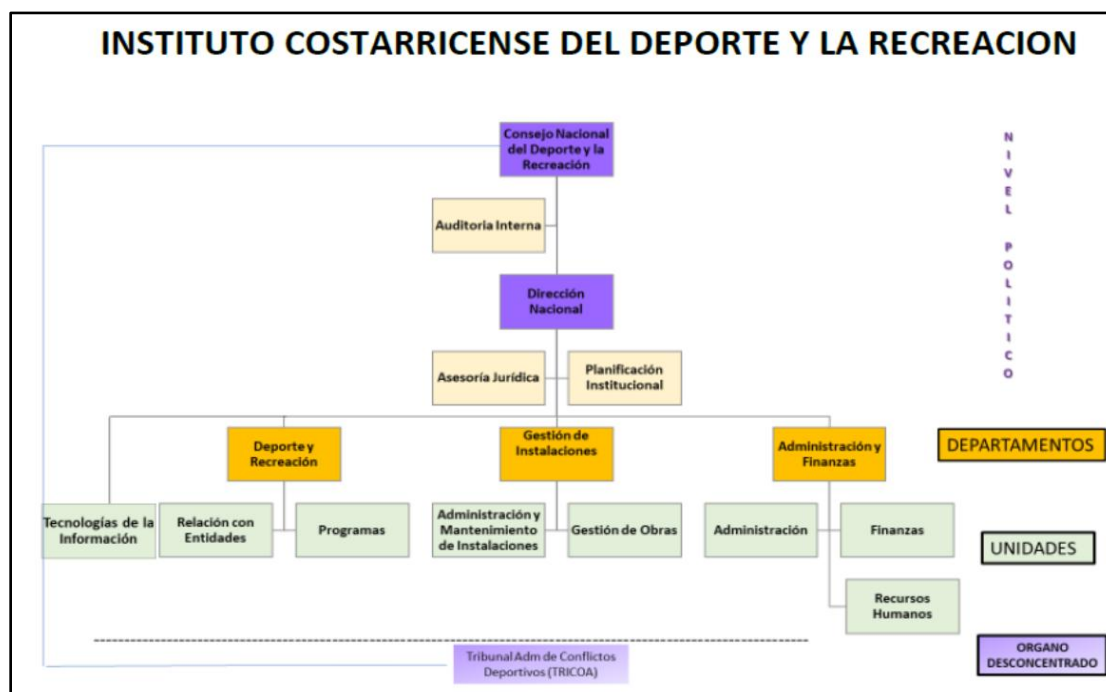 INSTITUTO COSTARRICENSE DEL DEPORTE Y LA RECREACION
Consejo Nacional
del Deporte y la
Recreación
Auditoria Interna
Dirección
Nacional
Asesoría Jurídica
Planificación
Institucional
NIVEL POLITICO
Deporte y
Recreación
Gestión de
Instalaciones
Administración y
Finanzas
DEPARTAMENTOS
Tecnologías de la
Información
Relación con
Entidades
Programas
Administración y
Mantenimiento
de Instalaciones
Gestión de Obras
Administración
Finanzas
UNIDADES
Recursos
Humanos
Tribunal Adm de Conflictos
Deportivos (TRICOA)
ORGANO
DESCONCENTRADO